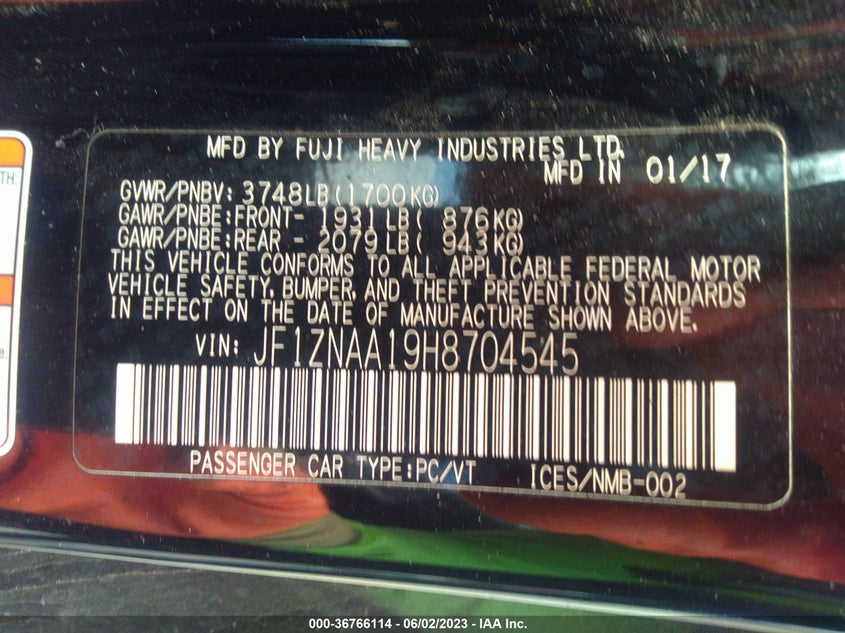 MFD BY FUJI HEAVY INDUSTRIES LTD.
MFD IN 01/17
GVWR/PNBV: 3748LB(1700KG)
GAWR/PNBE:FRONT- 1931LB( 876KG)
GAWR/PNBE:REAR - 2079LB( 943KG)
THIS VEHICLE CONFORMS TO ALL APPLICABLE FEDERAL MOTOR
VEHICLE SAFETY, BUMPER, AND THEFT PREVENTION STANDARDS
IN EFFECT ON THE DATE OF MANUFACTURE SHOWN ABOVE.
VIN: JF1ZNAA19H8704545
PASSENGER CAR TYPE:PC/VT ICES/NMB-002
TH.
e.
000-36766114 - 06/02/2023 - IAA Inc.